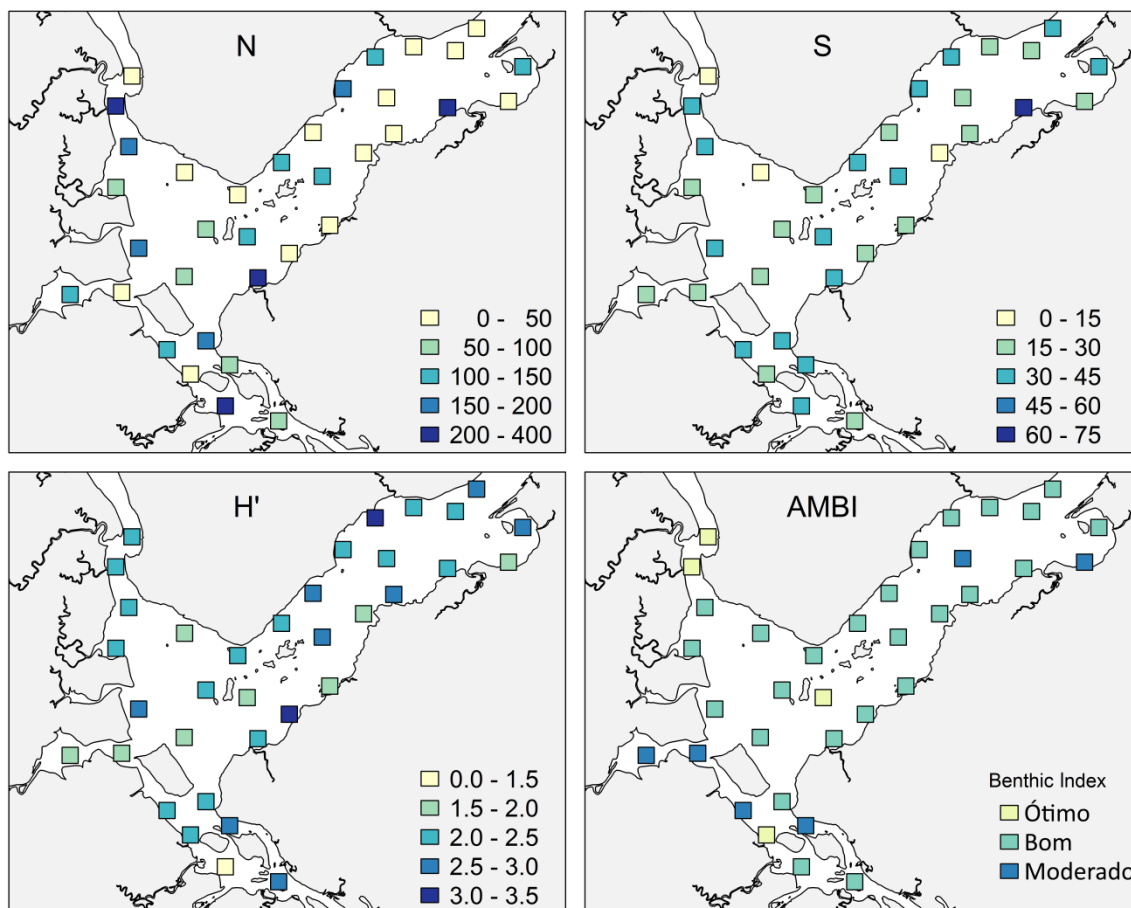 N
0 - 50
50 - 100
100 - 150
150 - 200
200 - 400
S
0 - 15
15 - 30
30 - 45
45 - 60
60 - 75
H'
0.0 - 1.5
1.5 - 2.0
2.0 - 2.5
2.5 - 3.0
3.0 - 3.5
AMBI
Benthic Index
Ótimo
Bom
Moderado